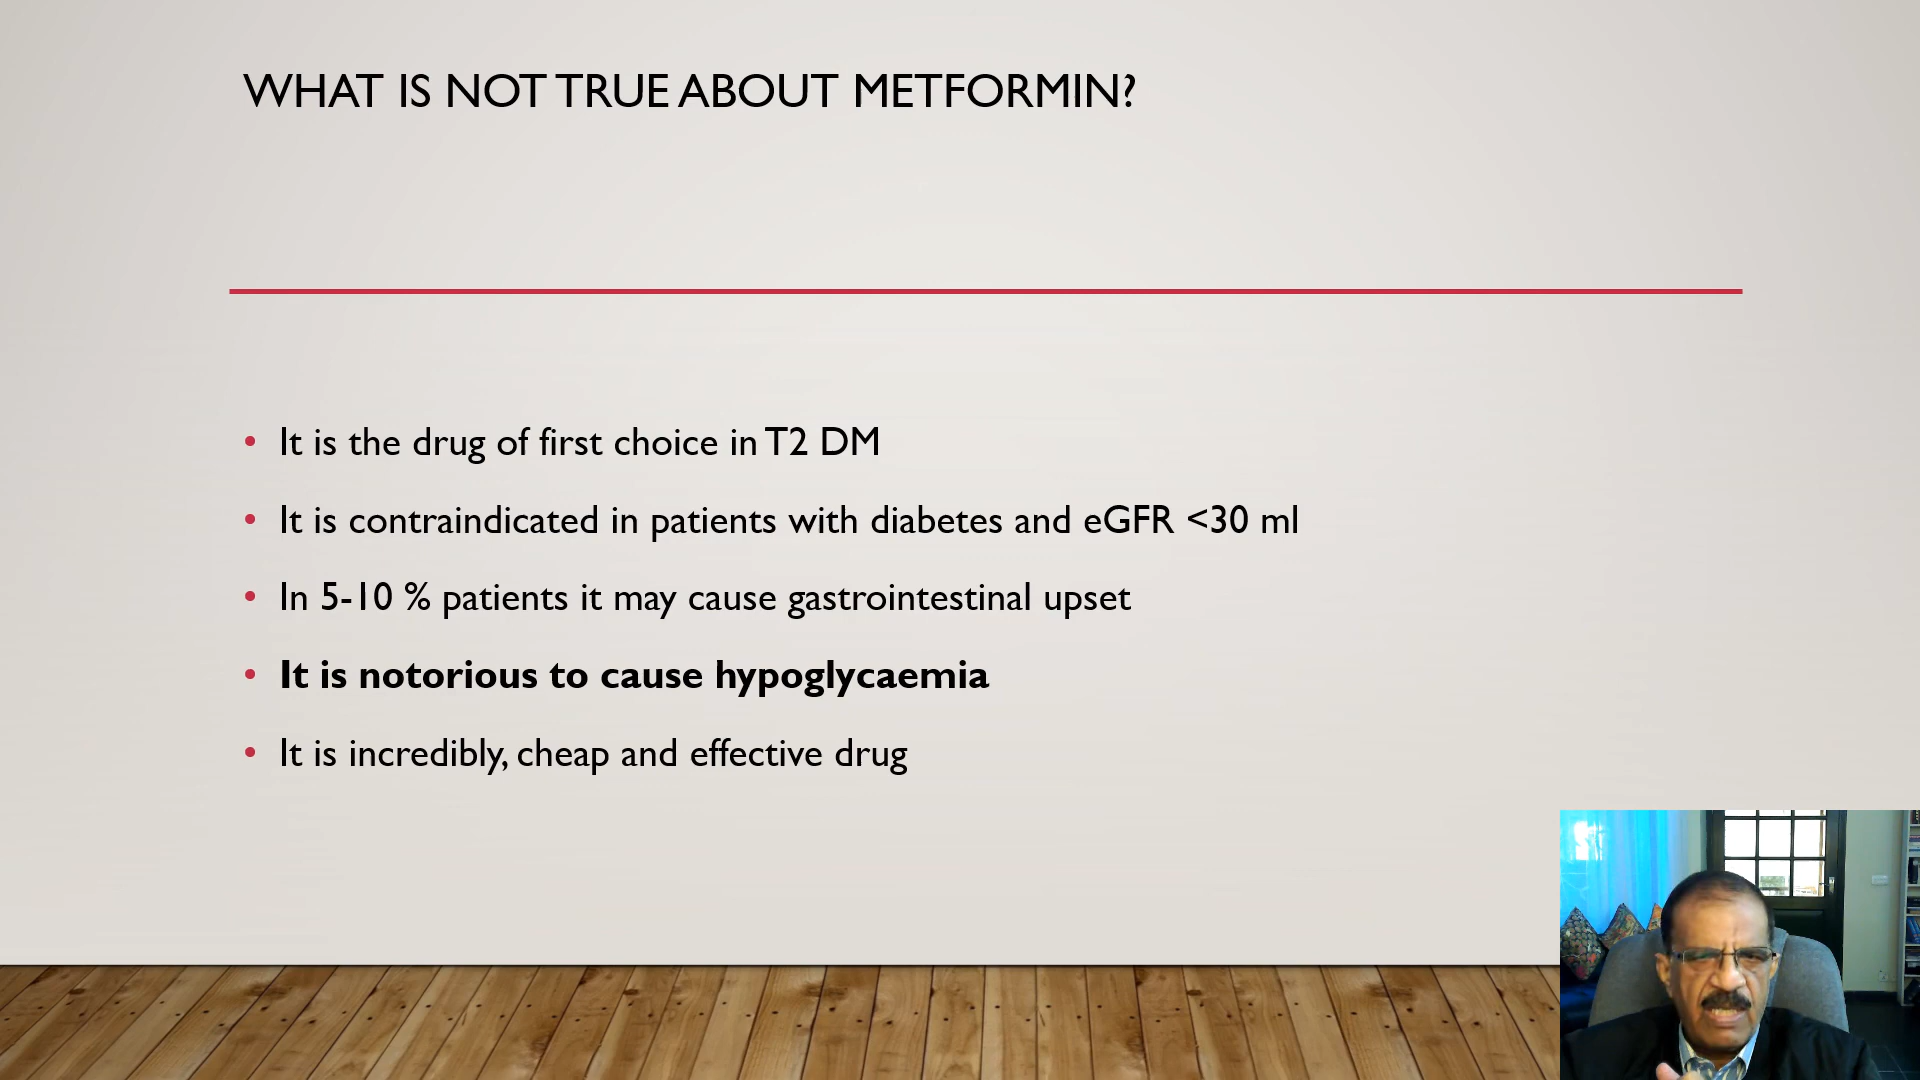 WHAT IS NOT TRUE ABOUT METFORMIN?
• It is the drug of first choice in T2 DM
• It is contraindicated in patients with diabetes and eGFR <30 ml
• In 5-10 % patients it may cause gastrointestinal upset
• It is notorious to cause hypoglycaemia
• It is incredibly, cheap and effective drug